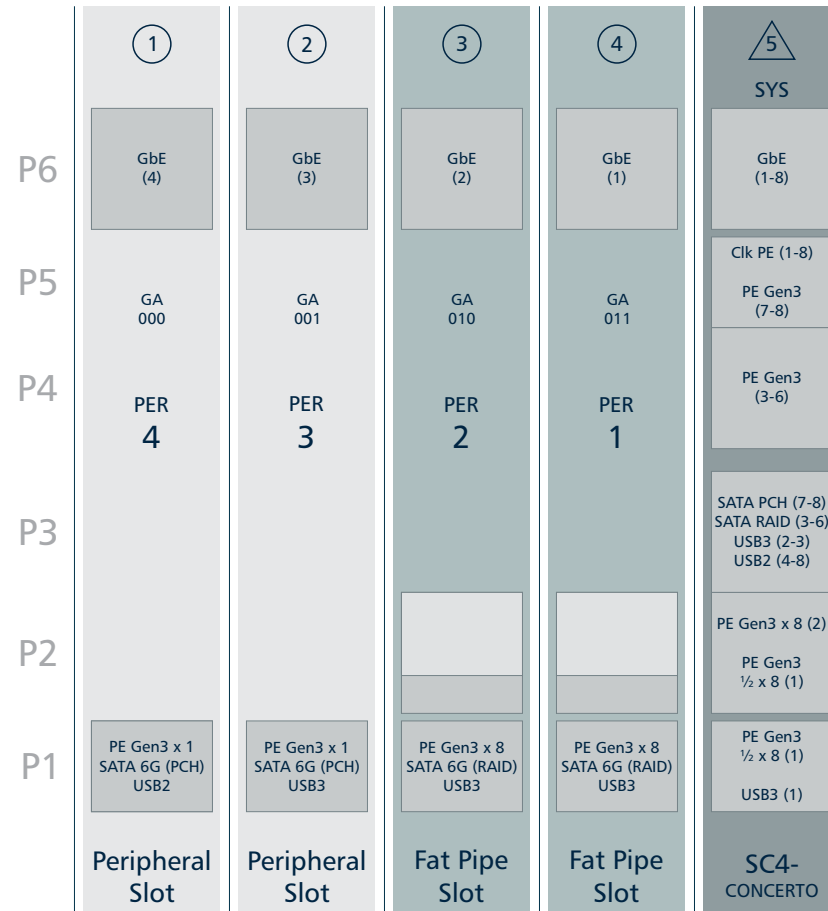 1
2
3
4
5
SYS
P6
GbE
(4)
GbE
(3)
GbE
(2)
GbE
(1)
GbE
(1-8)
P5
GA
000
GA
001
GA
010
GA
011
Clk PE (1-8)
PE Gen3
(7-8)
P4
PER
4
PER
3
PER
2
PER
1
PE Gen3
(3-6)
P3
SATA PCH (7-8)
SATA RAID (3-6)
USB3 (2-3)
USB2 (4-8)
P2
PE Gen3 x 8 (2)
PE Gen3
½ x 8 (1)
P1
PE Gen3 x 1
SATA 6G (PCH)
USB2
PE Gen3 x 1
SATA 6G (PCH)
USB3
PE Gen3 x 8
SATA 6G (RAID)
USB3
PE Gen3 x 8
SATA 6G (RAID)
USB3
PE Gen3
½ x 8 (1)
USB3 (1)
Peripheral
Slot
Peripheral
Slot
Fat Pipe
Slot
Fat Pipe
Slot
SC4-
CONCERTO